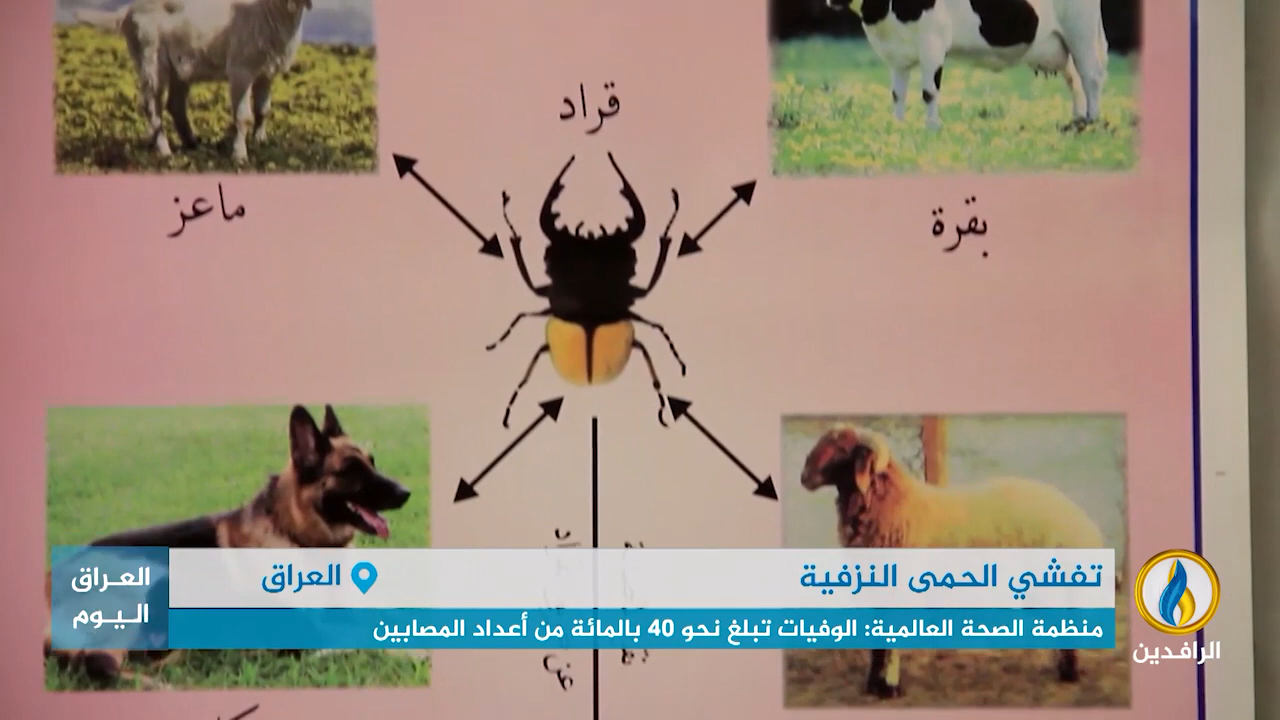 قراد
ماعز
بقرة
تفشي الحمى النزفية
العراق
العراق
اليوم
منظمة الصحة العالمية: الوفيات تبلغ نحو 40 بالمائة من أعداد المصابين
الرافدين